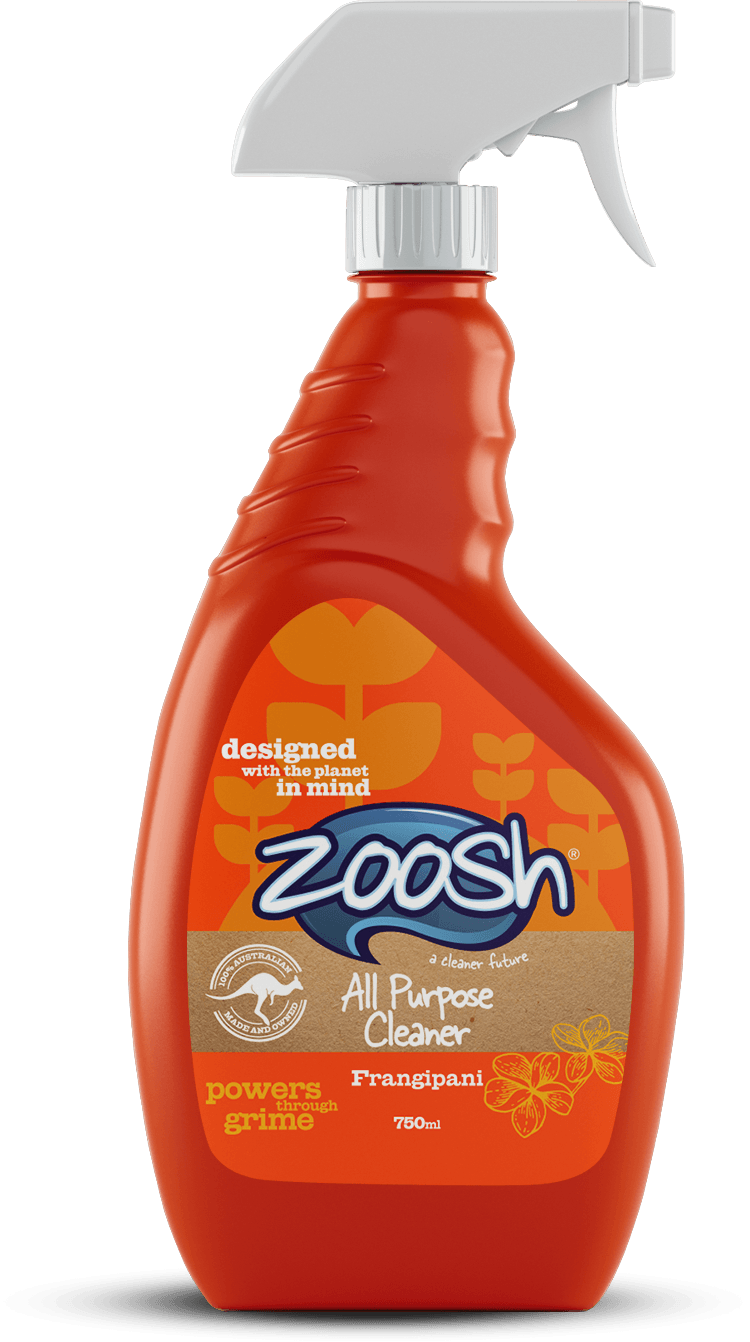 designed
with the planet
in mind
zoosh®
a cleaner future
100% AUSTRALIAN
MADE AND OWNED
All Purpose
Cleaner
Frangipani
powers
through
grime
750ml